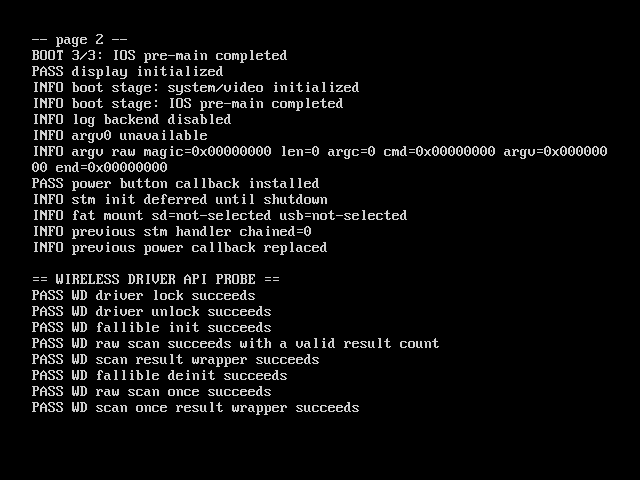 -- page 2 --
BOOT 3/3: IOS pre-main completed
PASS display initialized
INFO boot stage: system/video initialized
INFO boot stage: IOS pre-main completed
INFO log backend disabled
INFO argv0 unavailable
INFO argv raw magic=0x00000000 len=0 argc=0 cmd=0x00000000 argv=0x000000
00 end=0x00000000
PASS power button callback installed
INFO stm init deferred until shutdown
INFO fat mount sd=not-selected usb=not-selected
INFO previous stm handler chained=0
INFO previous power callback replaced
== WIRELESS DRIVER API PROBE ==
PASS WD driver lock succeeds
PASS WD driver unlock succeeds
PASS WD fallible init succeeds
PASS WD raw scan succeeds with a valid result count
PASS WD scan result wrapper succeeds
PASS WD fallible deinit succeeds
PASS WD raw scan once succeeds
PASS WD scan once result wrapper succeeds